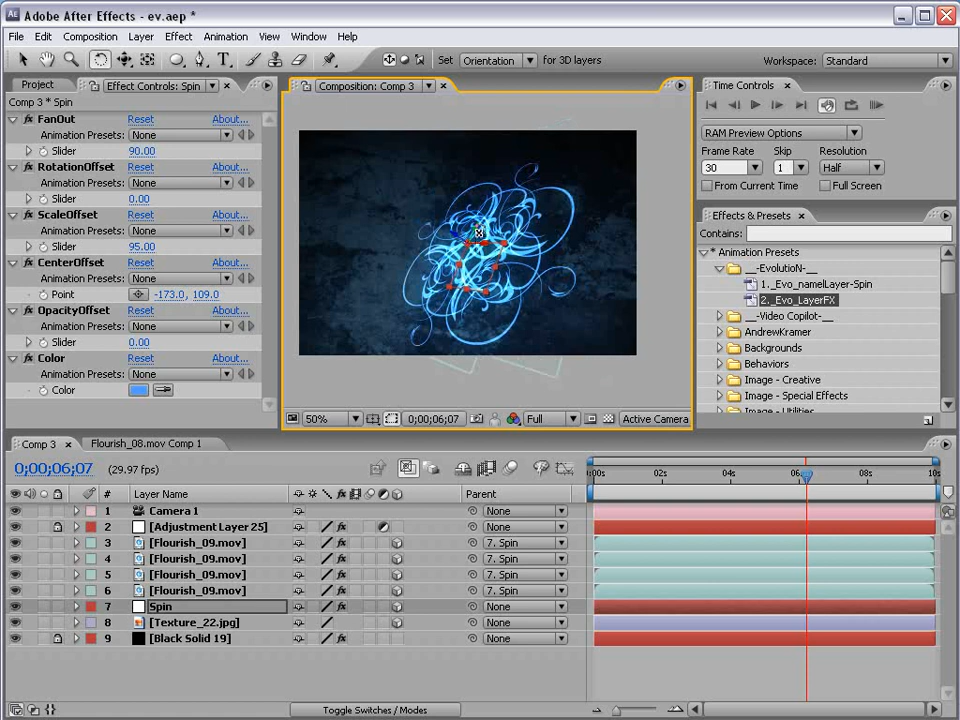 Adobe After Effects - ev.aep *
File Edit Composition Layer Effect Animation View Window Help
Set Orientation for 3D layers Workspace: Standard
Project Effect Controls: Spin
Comp 3 * Spin
FanOut Reset About...
Animation Presets: None
Slider 90.00
RotationOffset Reset About...
Animation Presets: None
Slider 0.00
ScaleOffset Reset About...
Animation Presets: None
Slider 95.00
CenterOffset Reset About...
Animation Presets: None
Point -173.0, 109.0
OpacityOffset Reset About...
Animation Presets: None
Slider 0.00
Color Reset About...
Animation Presets: None
Color
Composition: Comp 3
50% 0;00;06;07 Full Active Camera
Time Controls
RAM Preview Options
Frame Rate Skip Resolution
30 1 Half
From Current Time Full Screen
Effects & Presets
Contains:
* Animation Presets
__-EvolutioN-__
1._Evo_nameLayer-Spin
2._Evo_LayerFX
__-Video Copilot-__
AndrewKramer
Backgrounds
Behaviors
Image - Creative
Image - Special Effects
Image - Utilities
Comp 3 Flourish_08.mov Comp 1
0;00;06;07 (29.97 fps)
00s 02s 04s 06s 08s 10s
# Layer Name Parent
1 Camera 1 None
2 [Adjustment Layer 25] None
3 [Flourish_09.mov] 7. Spin
4 [Flourish_09.mov] 7. Spin
5 [Flourish_09.mov] 7. Spin
6 [Flourish_09.mov] 7. Spin
7 Spin None
8 [Texture_22.jpg] None
9 [Black Solid 19] None
Toggle Switches / Modes